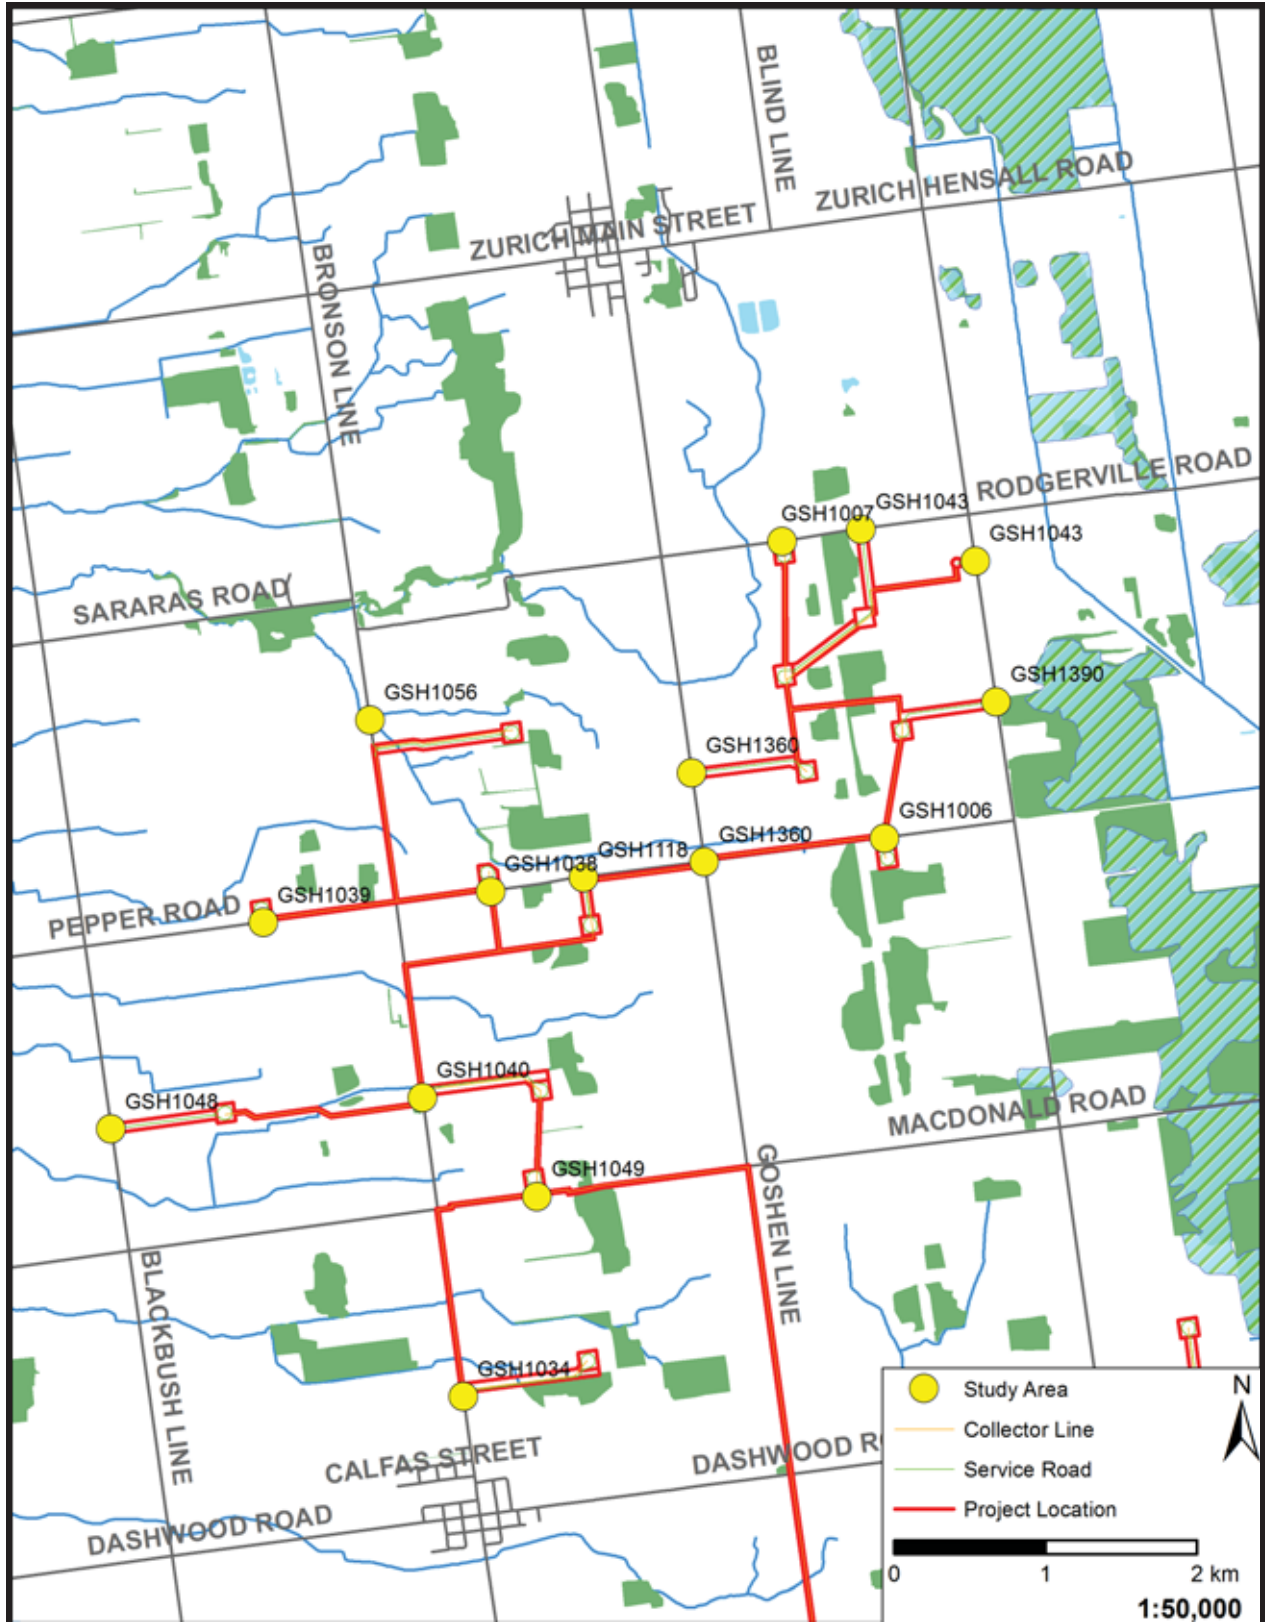 BLIND LINE
ZURICH HENSALL ROAD
ZURICH MAIN STREET
BRONSON LINE
RODGERVILLE ROAD
GSH1007
GSH1043
GSH1043
SARARAS ROAD
GSH1056
GSH1390
GSH1360
GSH1006
GSH1360
GSH1118
GSH1038
GSH1039
PEPPER ROAD
GSH1040
GSH1048
MACDONALD ROAD
GSH1049
GOSHEN LINE
BLACKBUSH LINE
GSH1034
CALFAS STREET
DASHWOOD RO
DASHWOOD ROAD
Study Area
Collector Line
Service Road
Project Location
N
0 1 2 km
1:50,000